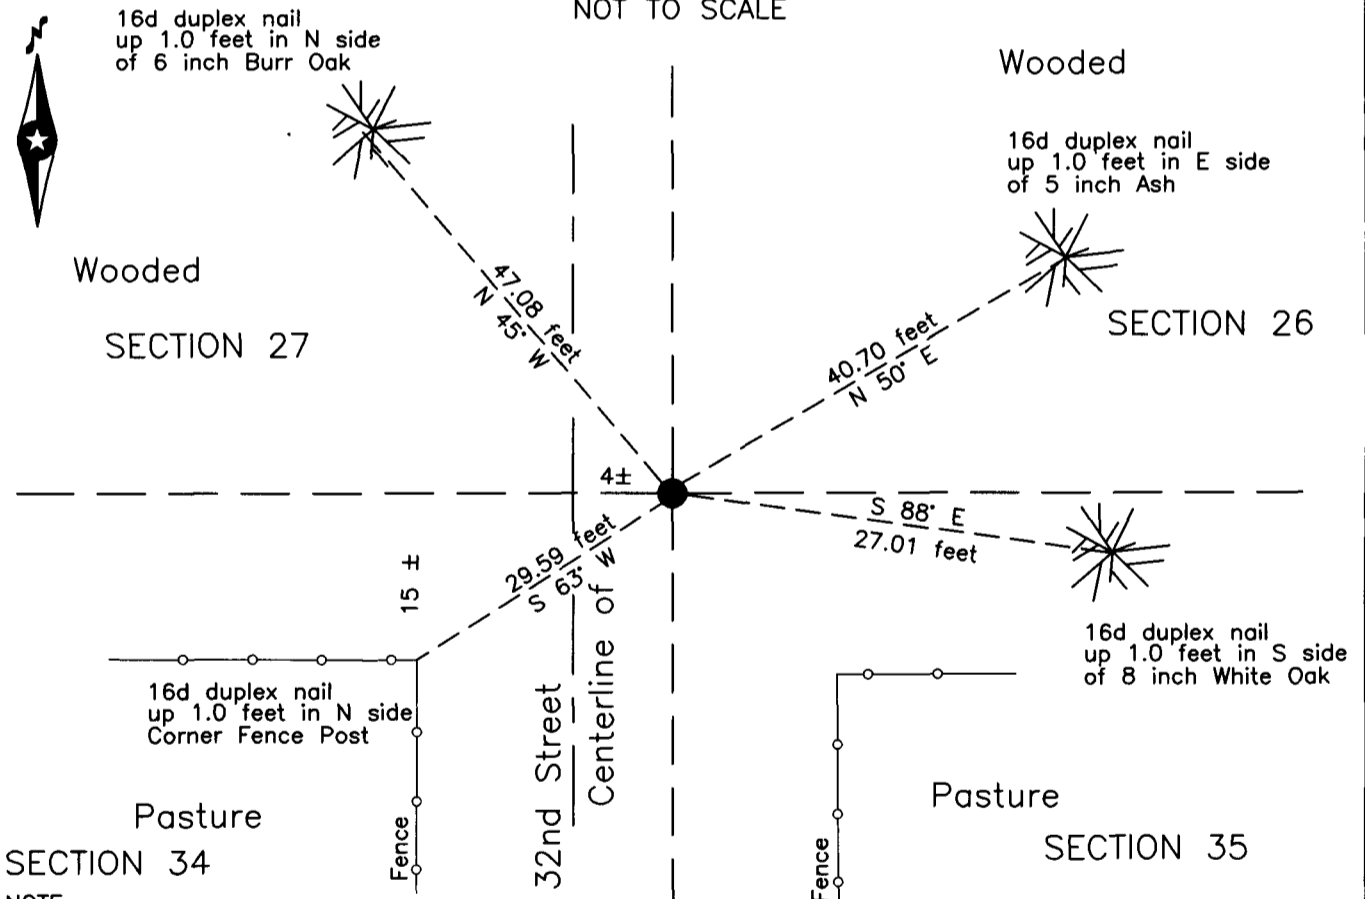 NOT TO SCALE
N
16d duplex nail
up 1.0 feet in N side
of 6 inch Burr Oak
Wooded
16d duplex nail
up 1.0 feet in E side
of 5 inch Ash
Wooded
SECTION 27
SECTION 26
47.08 feet
N 45° W
40.70 feet
N 50° E
4±
S 88° E
27.01 feet
29.59 feet
S 63° W
15 ±
16d duplex nail
up 1.0 feet in S side
of 8 inch White Oak
16d duplex nail
up 1.0 feet in N side
Corner Fence Post
Centerline of
32nd Street
Pasture
SECTION 34
Fence
Pasture
SECTION 35
Fence
NOTE